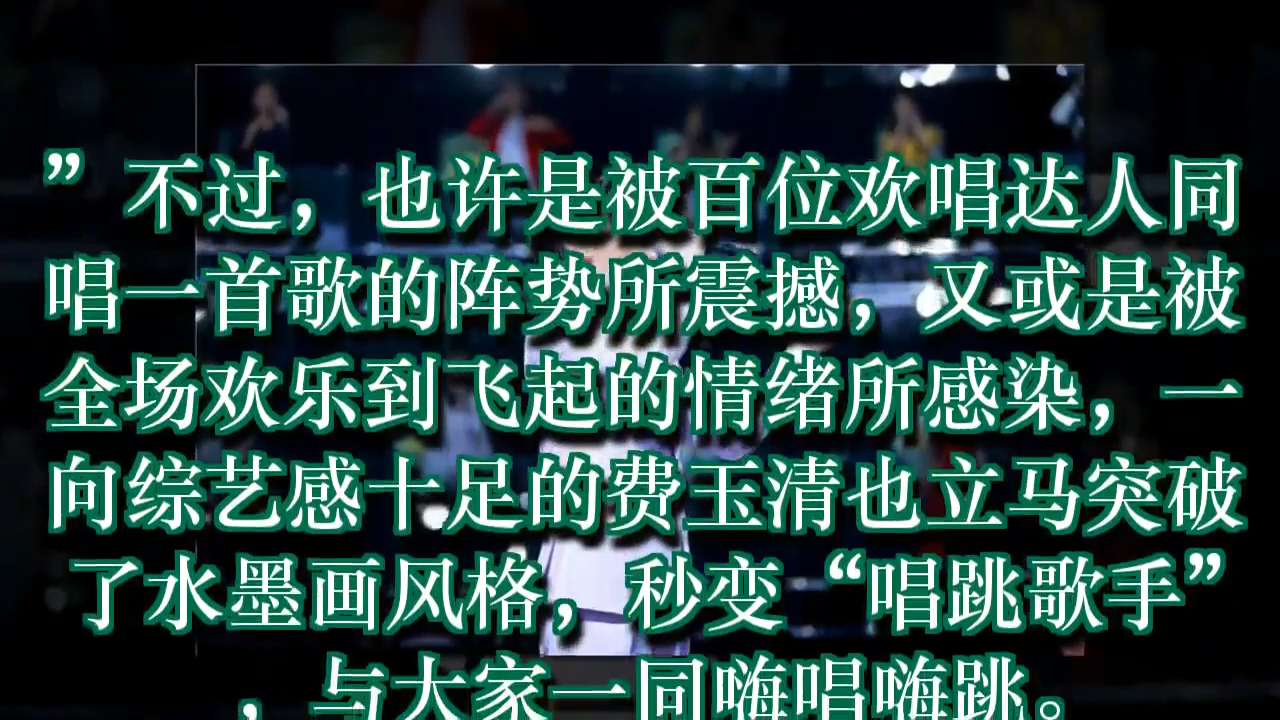 ”不过，也许是被百位欢唱达人同
唱一首歌的阵势所震撼，又或是被
全场欢乐到飞起的情绪所感染，一
向综艺感十足的费玉清也立马突破
了水墨画风格，秒变“唱跳歌手”
，与大家一同嗨唱嗨跳。